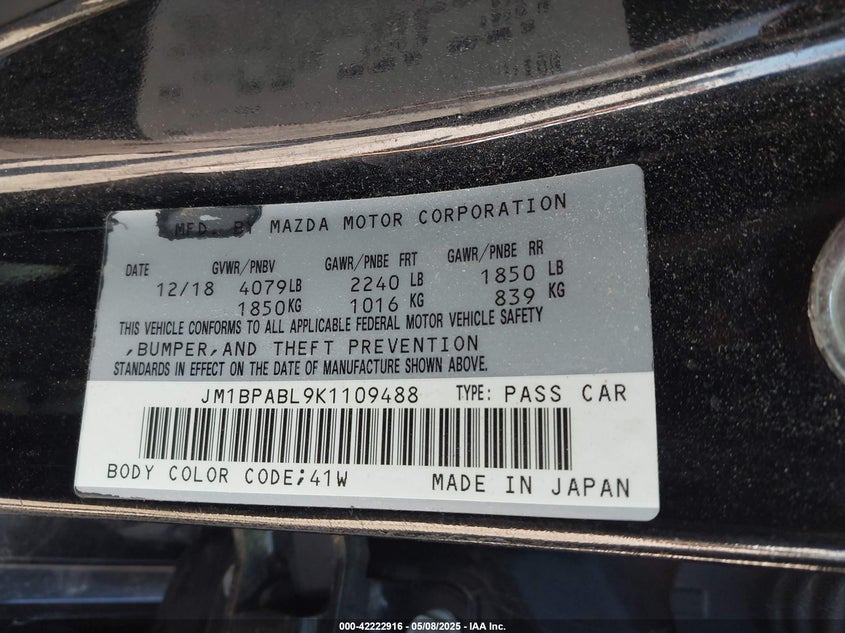 MFD. BY MAZDA MOTOR CORPORATION
DATE GVWR/PNBV GAWR/PNBE FRT GAWR/PNBE RR
12/18 4079LB 2240 LB 1850 LB
1850KG 1016 KG 839 KG
THIS VEHICLE CONFORMS TO ALL APPLICABLE FEDERAL MOTOR VEHICLE SAFETY
,BUMPER,AND THEFT PREVENTION
STANDARDS IN EFFECT ON THE DATE OF MANUFACTURE SHOWN ABOVE.
JM1BPABL9K1109488 TYPE: PASS CAR
BODY COLOR CODE;41W MADE IN JAPAN
000-42222916 - 05/08/2025 - IAA Inc.